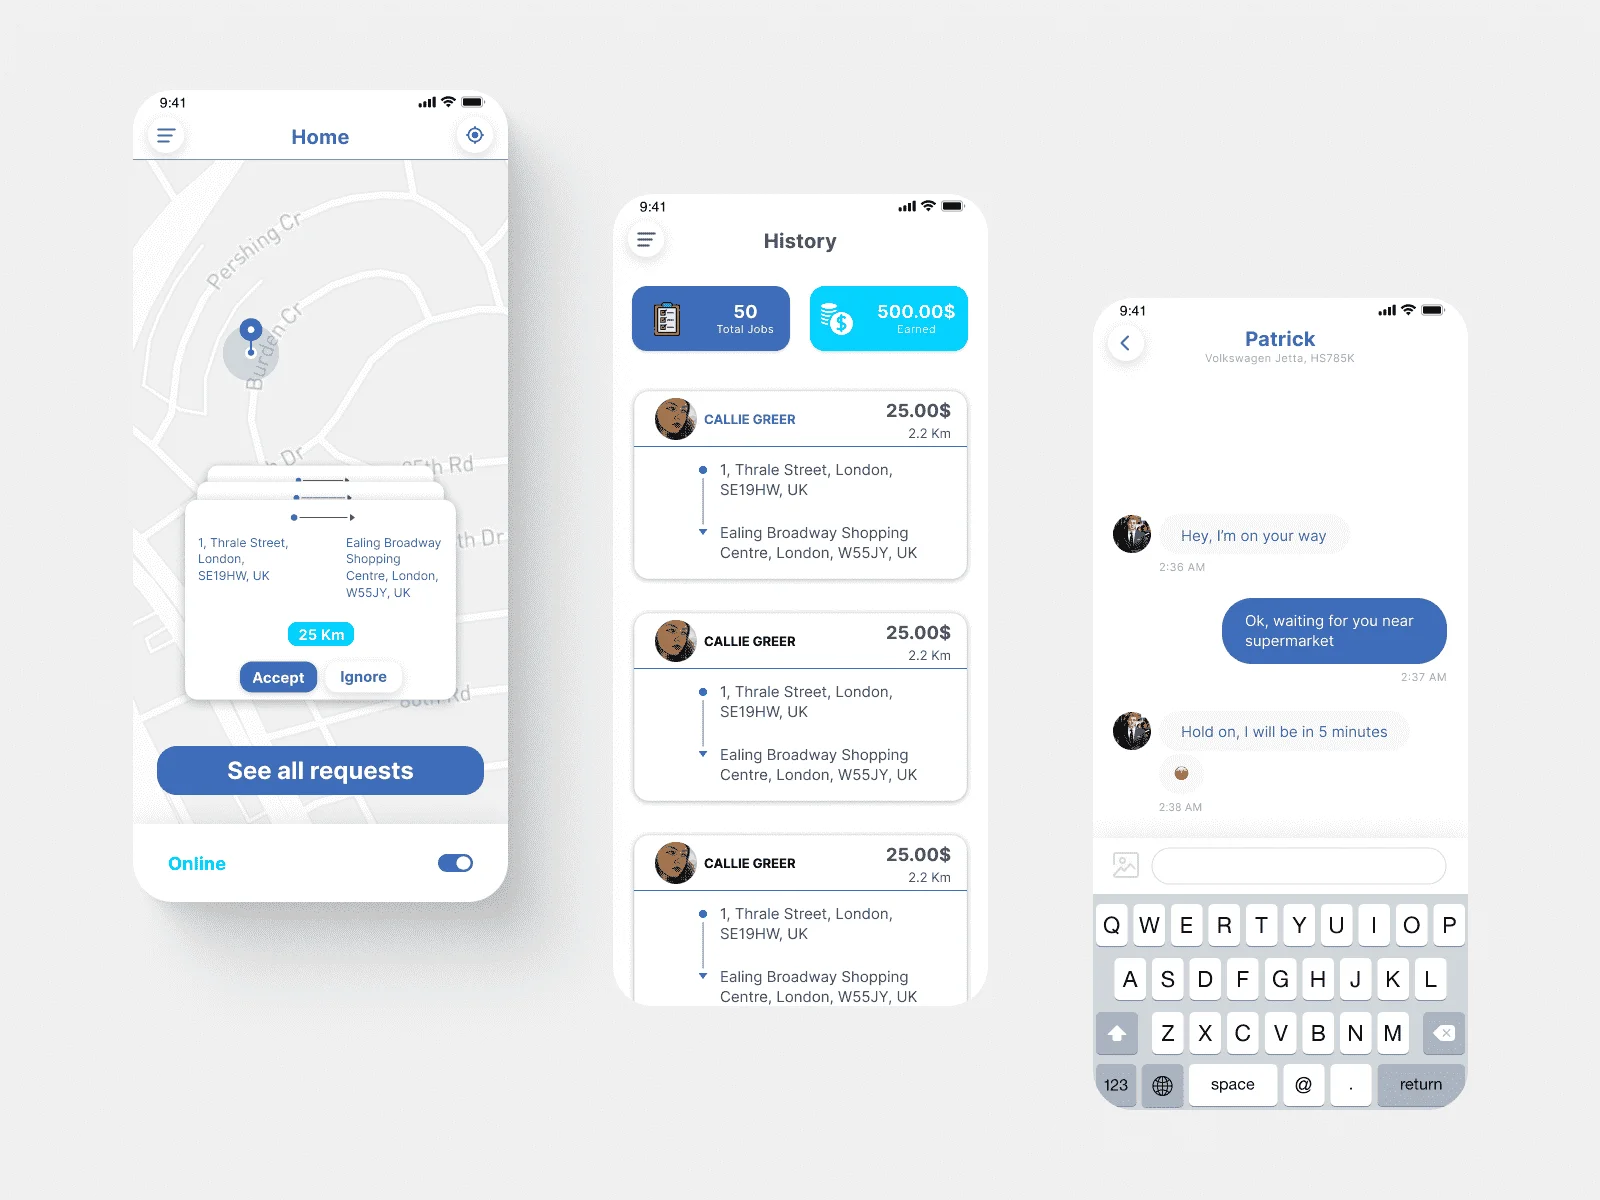 9:41
Home
Pershing Cr
Burden Cr
Dr
85th Rd
th Dr
1, Thrale Street,
London,
SE19HW, UK
Ealing Broadway
Shopping
Centre, London,
W55JY, UK
25 Km
Accept
Ignore
80th Rd
See all requests
Online
9:41
History
50
Total Jobs
500.00$
Earned
CALLIE GREER
25.00$
2.2 Km
1, Thrale Street, London,
SE19HW, UK
Ealing Broadway Shopping
Centre, London, W55JY, UK
CALLIE GREER
25.00$
2.2 Km
1, Thrale Street, London,
SE19HW, UK
Ealing Broadway Shopping
Centre, London, W55JY, UK
CALLIE GREER
25.00$
2.2 Km
1, Thrale Street, London,
SE19HW, UK
Ealing Broadway Shopping
Centre, London, W55JY, UK
9:41
Patrick
Volkswagen Jetta, HS785K
Hey, I'm on your way
2:36 AM
Ok, waiting for you near
supermarket
2:37 AM
Hold on, I will be in 5 minutes
2:38 AM
Q W E R T Y U I O P
A S D F G H J K L
Z X C V B N M
123 space @ . return